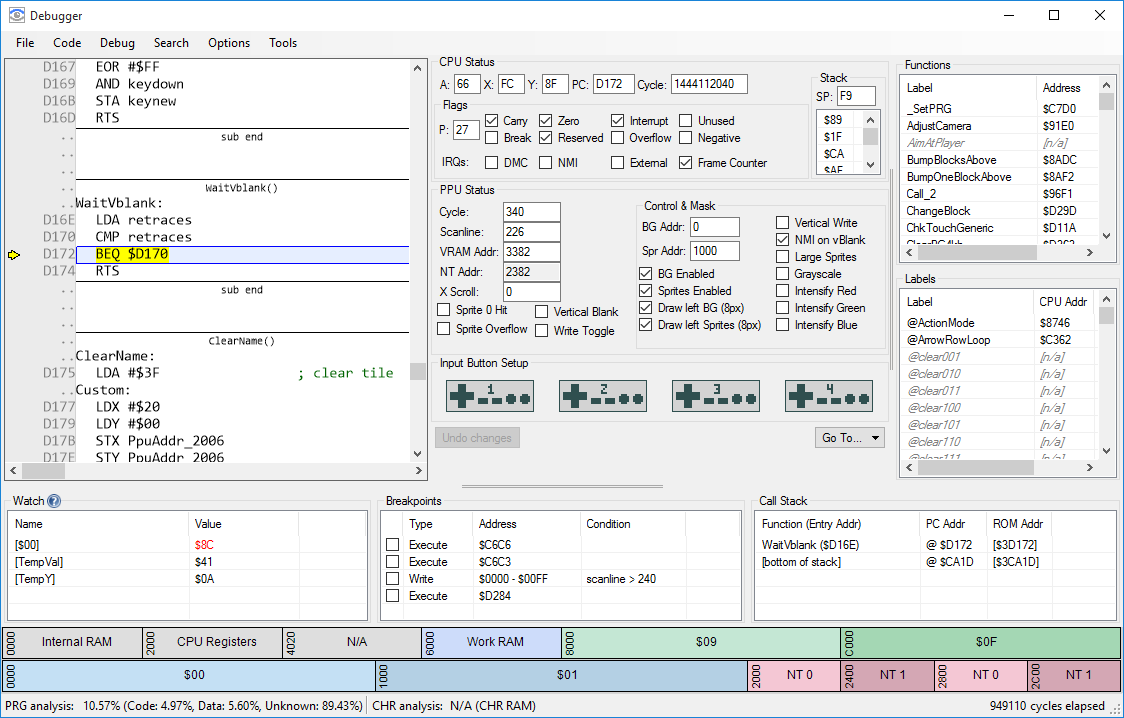 Debugger
File Code Debug Search Options Tools
D167 EOR #$FF
D169 AND keydown
D16B STA keynew
D16D RTS
.. sub end
..
..
.. WaitVblank()
..WaitVblank:
D16E LDA retraces
D170 CMP retraces
D172 BEQ $D170
D174 RTS
.. sub end
..
..
.. ClearName()
..ClearName:
D175 LDA #$3F ; clear tile
..Custom:
D177 LDX #$20
D179 LDY #$00
D17B STX PpuAddr_2006
D17E STY PpuAddr_2006
CPU Status
A: 66 X: FC Y: 8F PC: D172 Cycle: 1444112040
Flags
P: 27
Carry Zero Interrupt Unused
Break Reserved Overflow Negative
IRQs: DMC NMI External Frame Counter
Stack
SP: F9
$89
$1F
$CA
$AF
PPU Status
Cycle: 340
Scanline: 226
VRAM Addr: 3382
NT Addr: 2382
X Scroll: 0
Sprite 0 Hit Vertical Blank
Sprite Overflow Write Toggle
Control & Mask
BG Addr: 0
Spr Addr: 1000
BG Enabled
Sprites Enabled
Draw left BG (8px)
Draw left Sprites (8px)
Vertical Write
NMI on vBlank
Large Sprites
Grayscale
Intensify Red
Intensify Green
Intensify Blue
Input Button Setup
1 2 3 4
Undo changes Go To...
Functions
Label Address
_SetPRG $C7D0
AdjustCamera $91E0
AimAtPlayer [n/a]
BumpBlocksAbove $8ADC
BumpOneBlockAbove $8AF2
Call_2 $96F1
ChangeBlock $D29D
ChkTouchGeneric $D11A
Labels
Label CPU Addr
@ActionMode $8746
@ArrowRowLoop $C362
@clear001 [n/a]
@clear010 [n/a]
@clear011 [n/a]
@clear100 [n/a]
@clear101 [n/a]
@clear110 [n/a]
@clear111 [n/a]
Watch ?
Name Value
[$00] $8C
[TempVal] $41
[TempY] $0A
Breakpoints
Type Address Condition
Execute $C6C6
Execute $C6C3
Write $0000 - $00FF scanline > 240
Execute $D284
Call Stack
Function (Entry Addr) PC Addr ROM Addr
WaitVblank ($D16E) @ $D172 [$3D172]
[bottom of stack] @ $CA1D [$3CA1D]
0000 Internal RAM 2000 CPU Registers 4020 N/A 6000 Work RAM 8000 $09 C000 $0F
0000 $00 1000 $01 2000 NT 0 2400 NT 1 2800 NT 0 2C00 NT 1
PRG analysis: 10.57% (Code: 4.97%, Data: 5.60%, Unknown: 89.43%) CHR analysis: N/A (CHR RAM) 949110 cycles elapsed